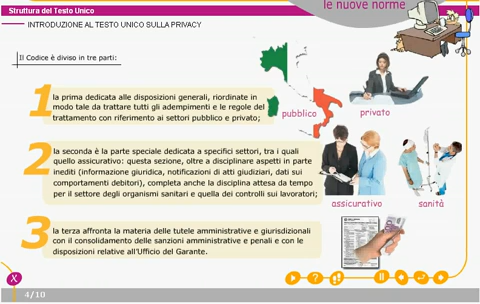 le nuove norme
Struttura del Testo Unico
INTRODUZIONE AL TESTO UNICO SULLA PRIVACY
Il Codice è diviso in tre parti:
1
la prima dedicata alle disposizioni generali, riordinate in
modo tale da trattare tutti gli adempimenti e le regole del
trattamento con riferimento ai settori pubblico e privato;
pubblico
privato
2
la seconda è la parte speciale dedicata a specifici settori, tra i quali
quello assicurativo: questa sezione, oltre a disciplinare aspetti in parte
inediti (informazione giuridica, notificazioni di atti giudiziari, dati sui
comportamenti debitori), completa anche la disciplina attesa da tempo
per il settore degli organismi sanitari e quella dei controlli sui lavoratori;
assicurativo
sanità
3
la terza affronta la materia delle tutele amministrative e giurisdizionali
con il consolidamento delle sanzioni amministrative e penali e con le
disposizioni relative all'Ufficio del Garante.
X
? !
4/10